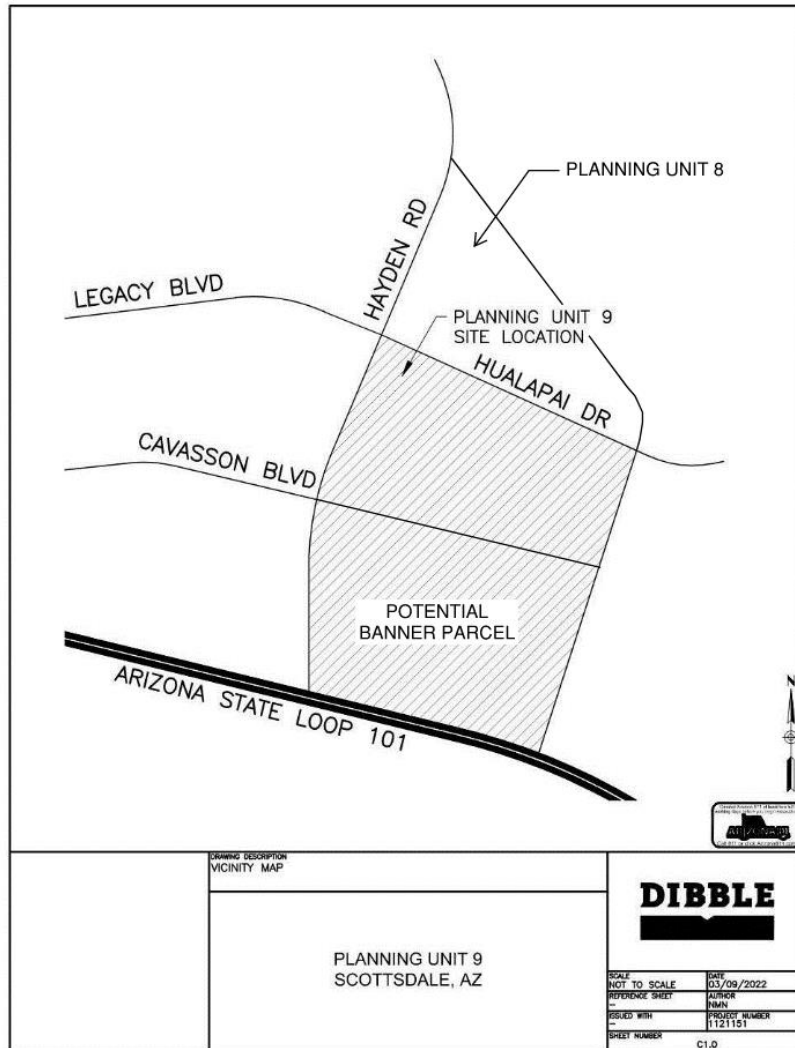 PLANNING UNIT 8
HAYDEN RD
LEGACY BLVD
PLANNING UNIT 9
SITE LOCATION
HUALAPAI DR
CAVASSON BLVD
POTENTIAL
BANNER PARCEL
ARIZONA STATE LOOP 101
N
ARIZONA 811
DRAWING DESCRIPTION
VICINITY MAP
DIBBLE
PLANNING UNIT 9
SCOTTSDALE, AZ
SCALE
NOT TO SCALE
DATE
03/09/2022
REFERENCE SHEET
--
AUTHOR
NMN
ISSUED WITH
--
PROJECT NUMBER
1121151
SHEET NUMBER
C1.0